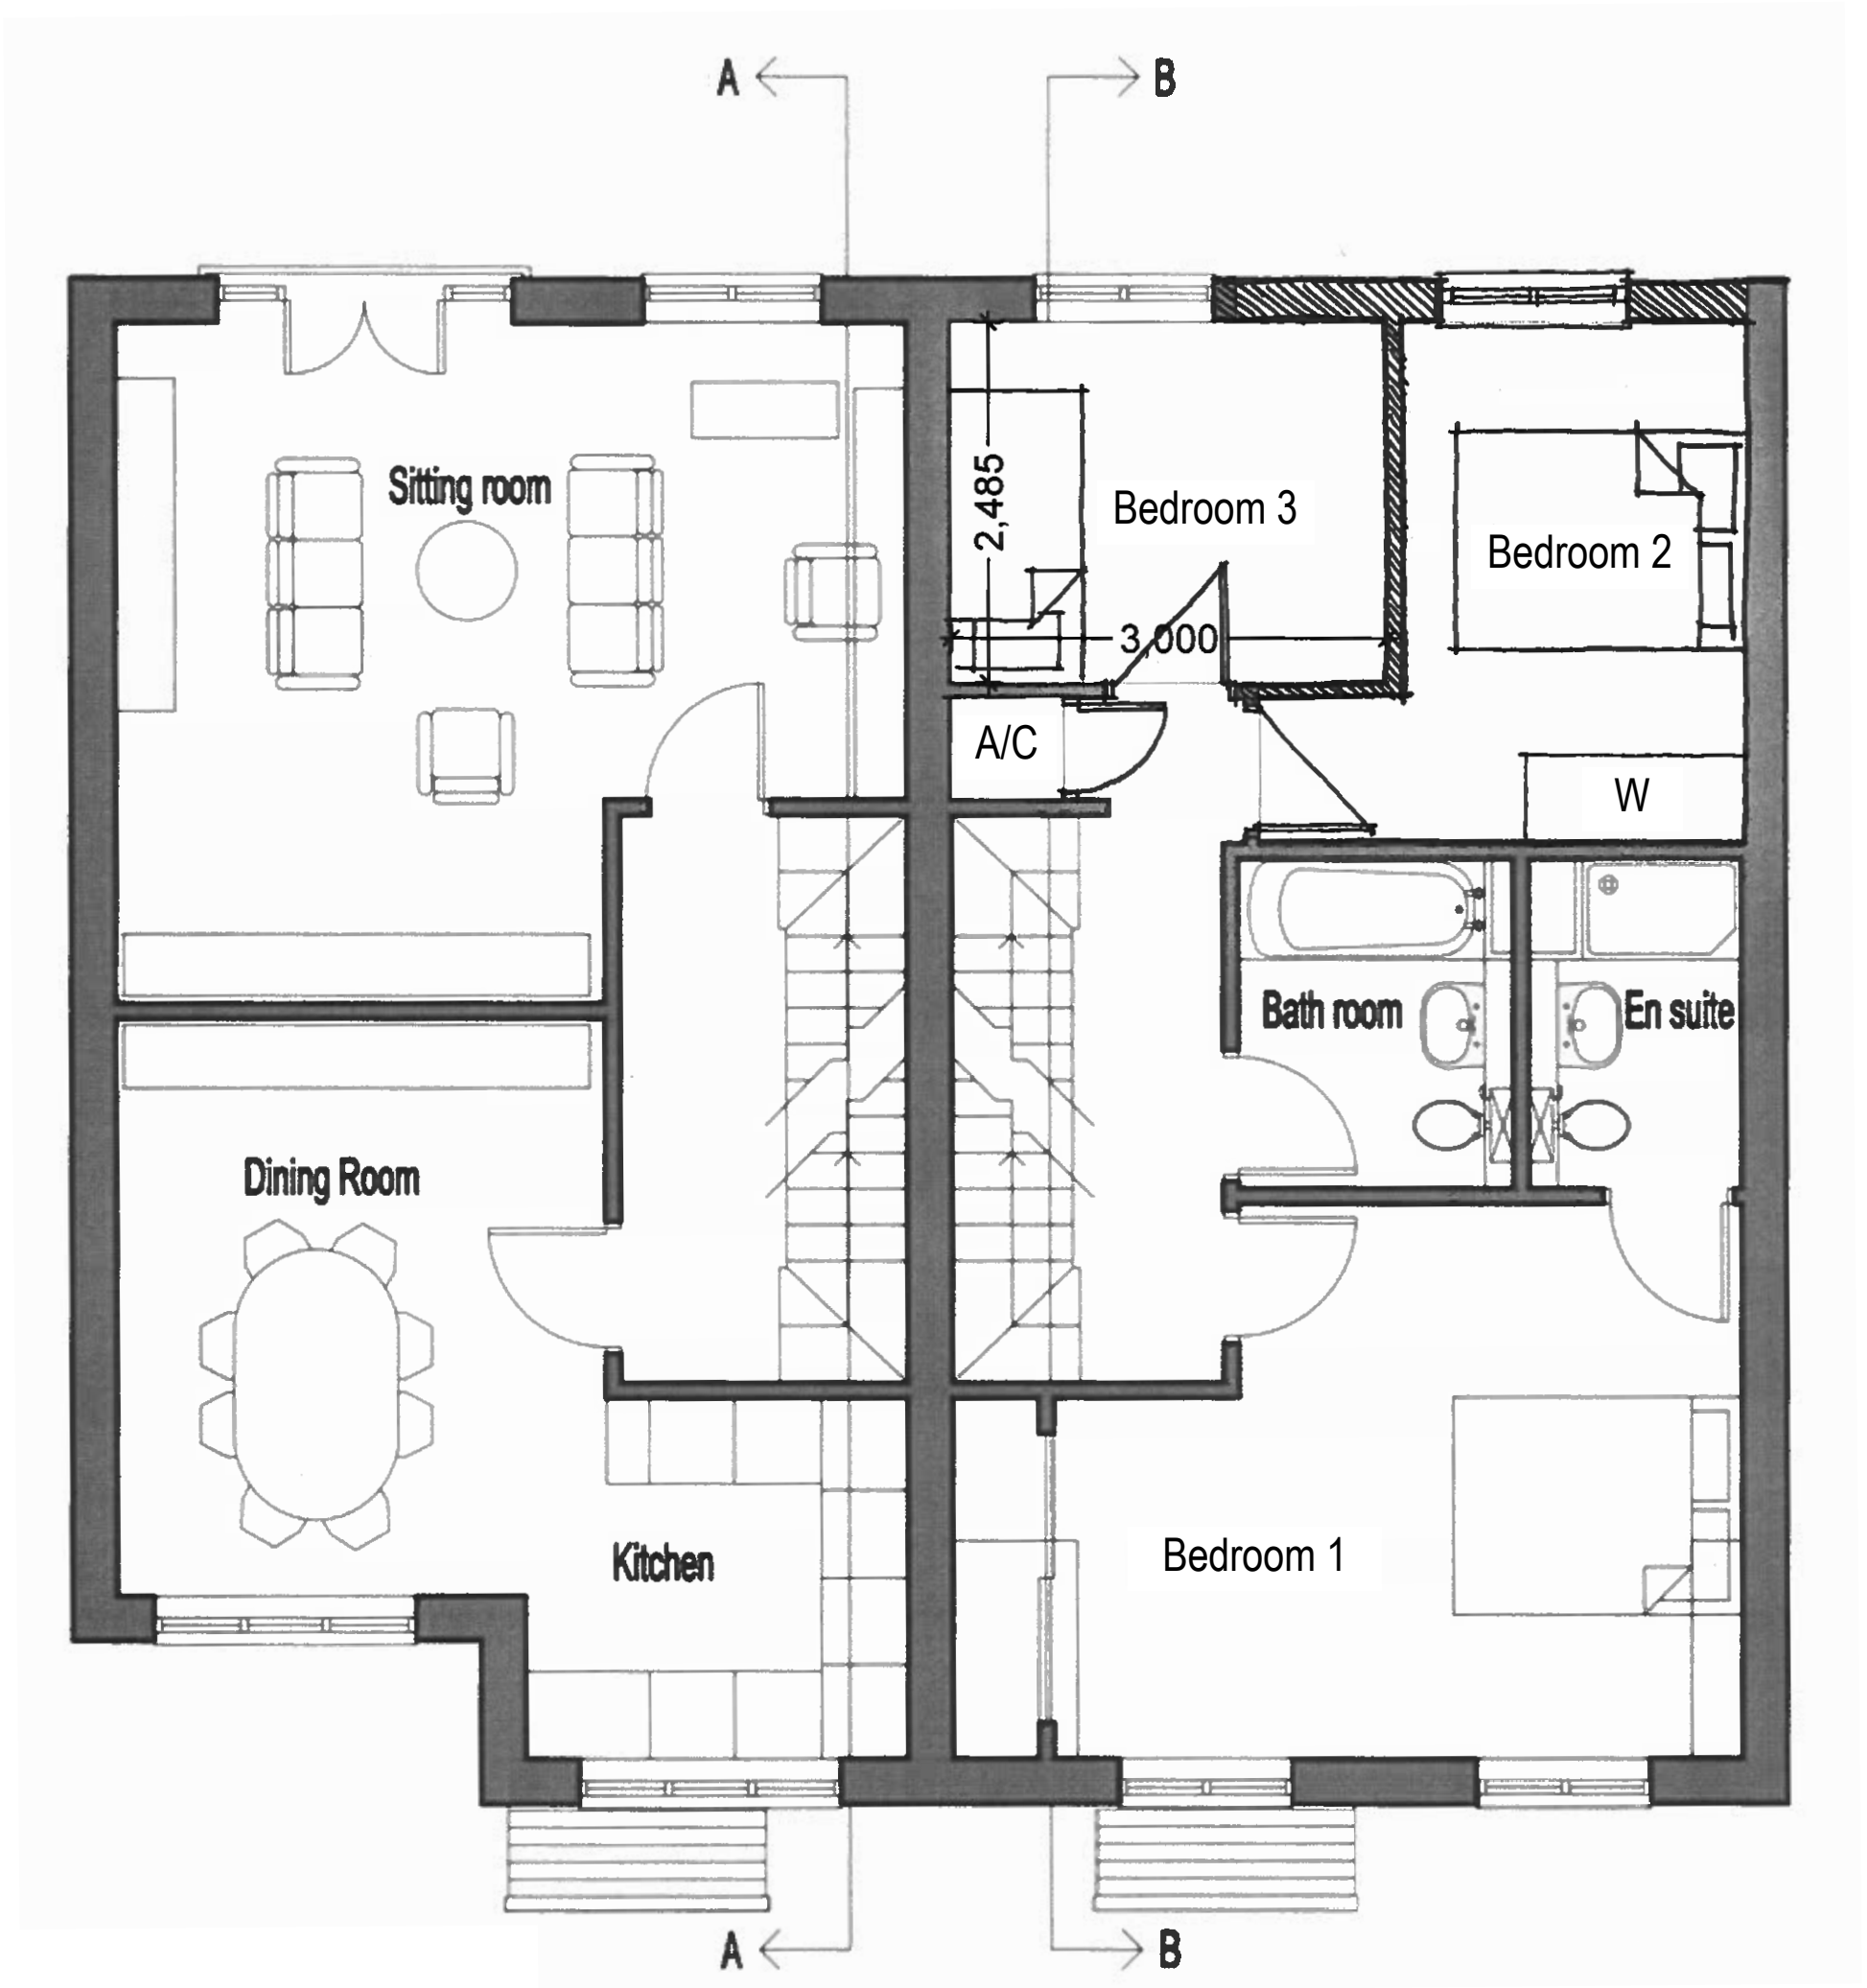 A
B
Sitting room
2,485
Bedroom 3
Bedroom 2
3,000
A/C
W
Bath room
En suite
Dining Room
Kitchen
Bedroom 1
A
B